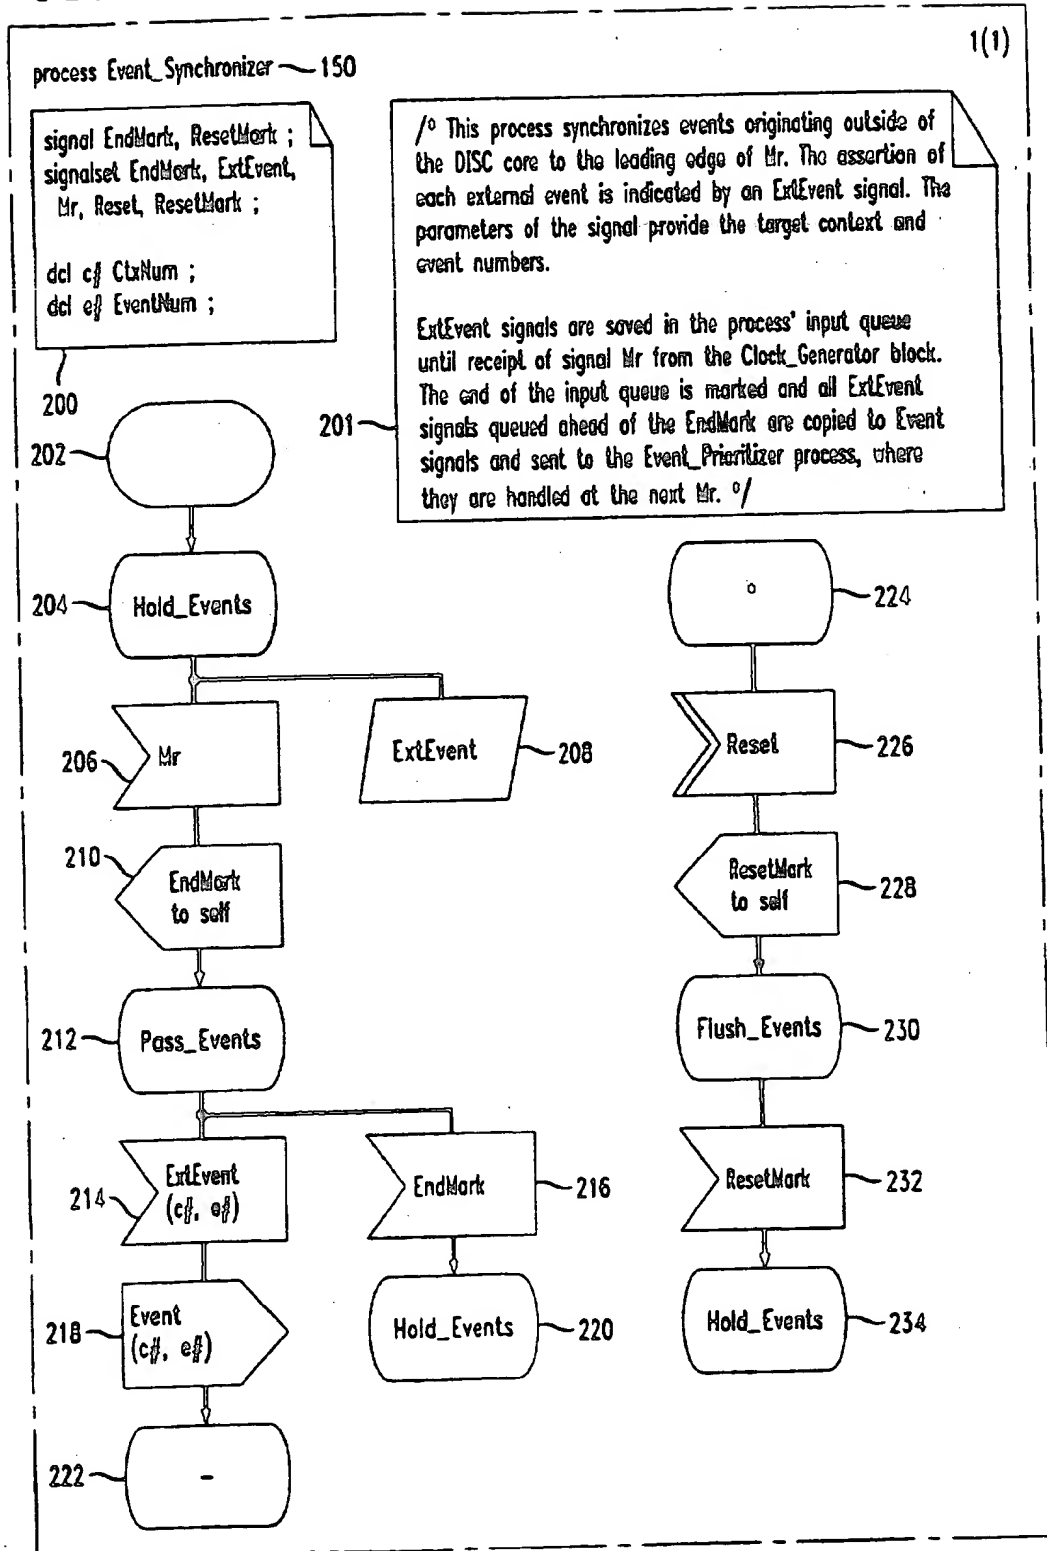 1(1)
process Event_Synchronizer 150
signal EndMark, ResetMark ;
signalset EndMark, ExtEvent,
Mr, Reset, ResetMark ;
dcl c# CtxNum ;
dcl e# EventNum ;
200
/* This process synchronizes events originating outside of
the DISC core to the leading edge of Mr. The assertion of
each external event is indicated by an ExtEvent signal. The
parameters of the signal provide the target context and
event numbers.
ExtEvent signals are saved in the process' input queue
until receipt of signal Mr from the Clock_Generator block.
The end of the input queue is marked and all ExtEvent
signals queued ahead of the EndMark are copied to Event
signals and sent to the Event_Prioritizer process, where
they are handled at the next Mr. */
201
202
204 Hold_Events
* 224
206 Mr
ExtEvent 208
Reset 226
210
EndMark
to self
ResetMark
to self
228
212 Pass_Events
Flush_Events 230
214
ExtEvent
(c#, e#)
EndMark 216
ResetMark 232
218
Event
(c#, e#)
Hold_Events 220
Hold_Events 234
222 -